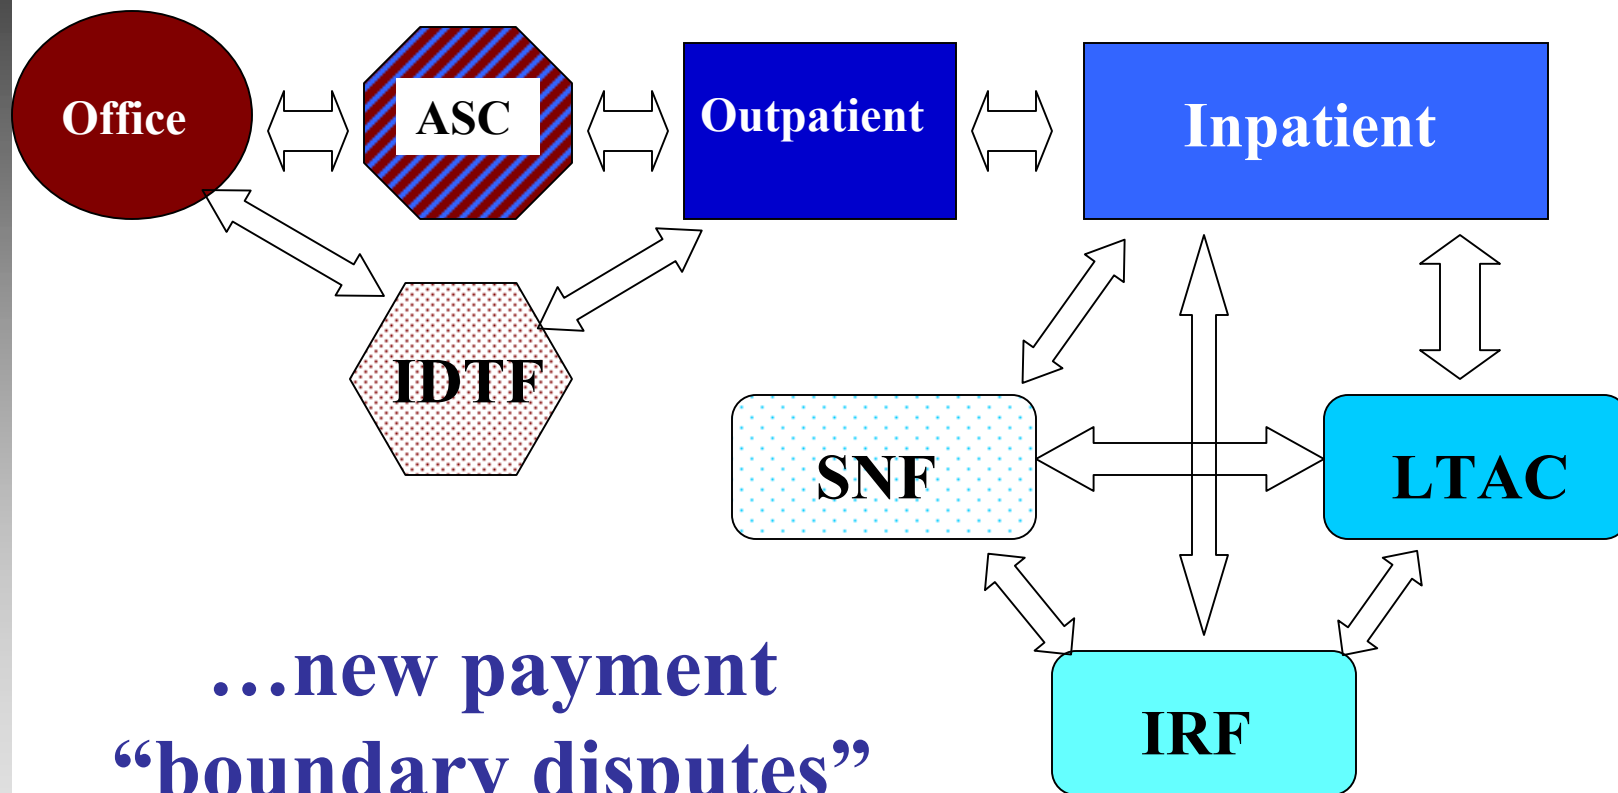 Office
ASC
Outpatient
Inpatient
IDTF
SNF
LTAC
IRF
…new payment
“boundary disputes”